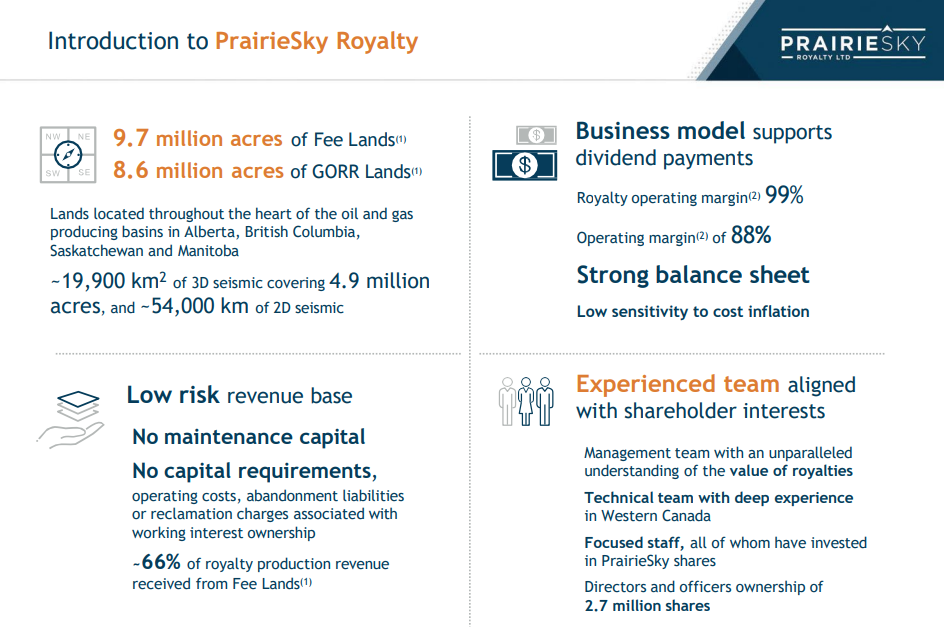 Introduction to PrairieSky Royalty
PRAIRIESKY
ROYALTY LTD
NW NE
SW SE
9.7 million acres of Fee Lands(1)
8.6 million acres of GORR Lands(1)
Lands located throughout the heart of the oil and gas
producing basins in Alberta, British Columbia,
Saskatchewan and Manitoba
~19,900 km² of 3D seismic covering 4.9 million
acres, and ~54,000 km of 2D seismic
$
$
Business model supports
dividend payments
Royalty operating margin(2) 99%
Operating margin(2) of 88%
Strong balance sheet
Low sensitivity to cost inflation
Low risk revenue base
No maintenance capital
No capital requirements,
operating costs, abandonment liabilities
or reclamation charges associated with
working interest ownership
~66% of royalty production revenue
received from Fee Lands(1)
Experienced team aligned
with shareholder interests
Management team with an unparalleled
understanding of the value of royalties
Technical team with deep experience
in Western Canada
Focused staff, all of whom have invested
in PrairieSky shares
Directors and officers ownership of
2.7 million shares